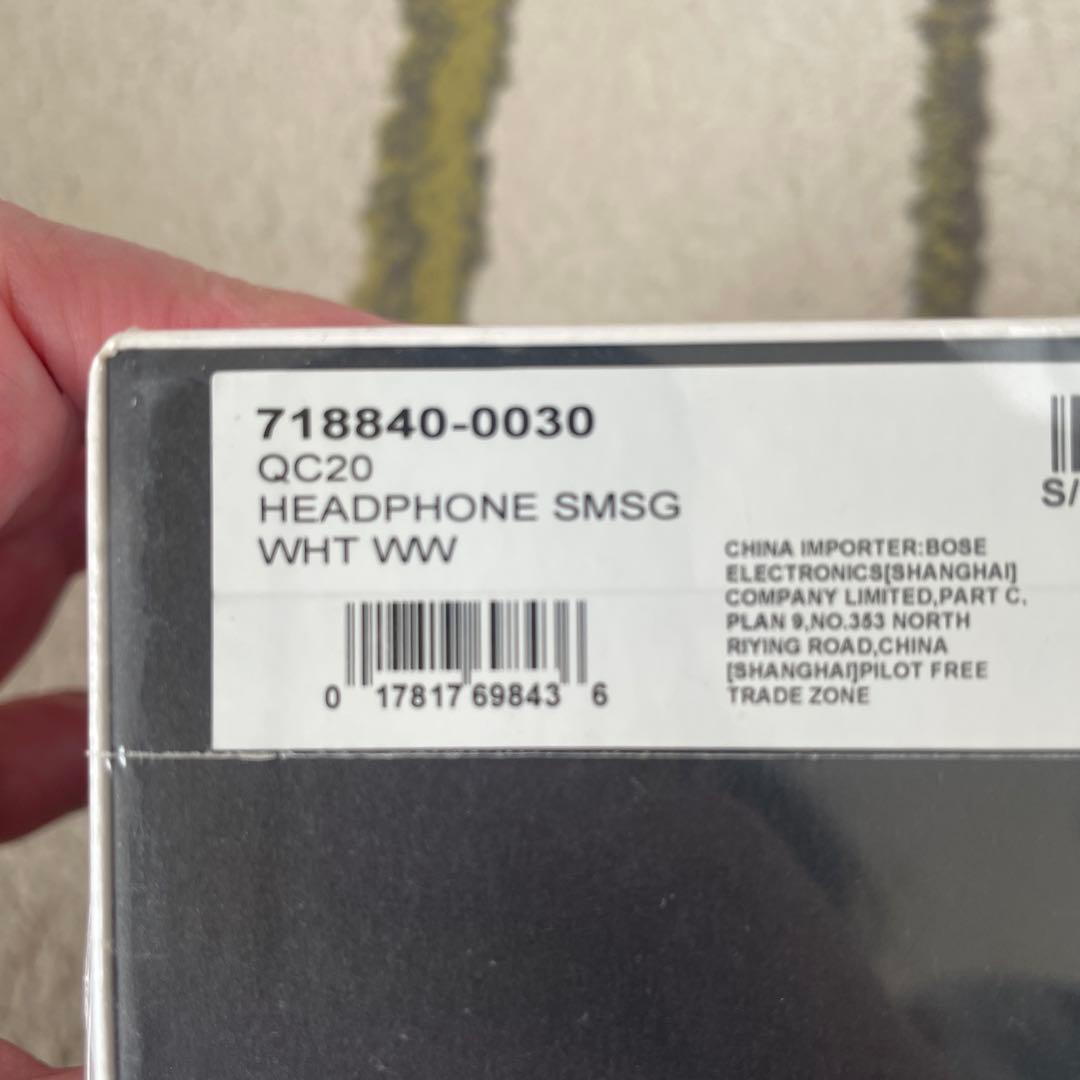 718840-0030
QC20
HEADPHONE SMSG
WHT WW
0 17817 69843 6
S/
CHINA IMPORTER:BOSE
ELECTRONICS[SHANGHAI]
COMPANY LIMITED,PART C,
PLAN 9,NO.353 NORTH
RIYING ROAD,CHINA
[SHANGHAI]PILOT FREE
TRADE ZONE